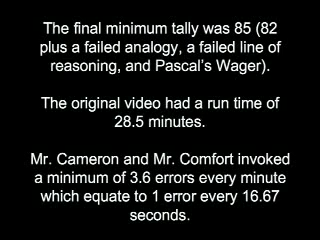 The final minimum tally was 85 (82
plus a failed analogy, a failed line of
reasoning, and Pascal's Wager).
The original video had a run time of
28.5 minutes.
Mr. Cameron and Mr. Comfort invoked
a minimum of 3.6 errors every minute
which equate to 1 error every 16.67
seconds.